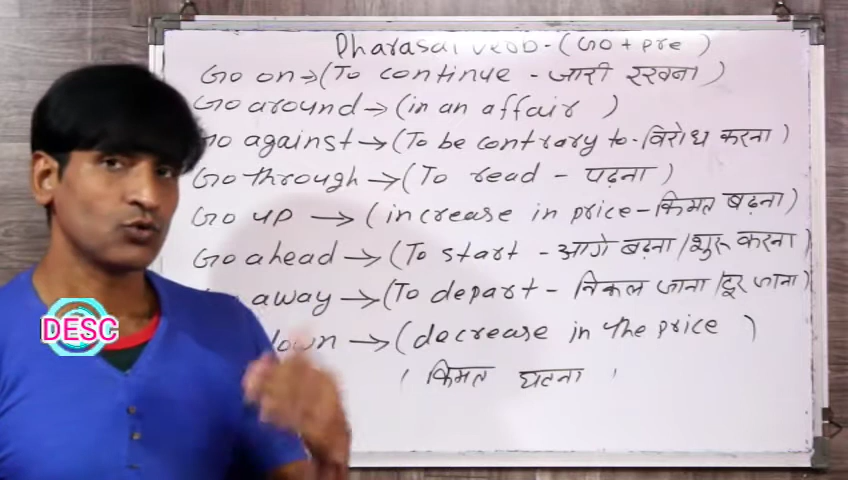 Pharasal verb - (Go + pre )
Go on → (To continue - जारी रखना )
Go around → (in an affair )
Go against → (To be contrary to - विरोध करना )
Go through → (To read - पढ़ना )
Go up → (increase in price - किमत बढ़ना )
Go ahead → (To start - आगे बढ़ना / शुरू करना )
away → (To depart - निकल जाना / दूर जाना )
down → (decrease in the price )
( किमत घटना )
DESC